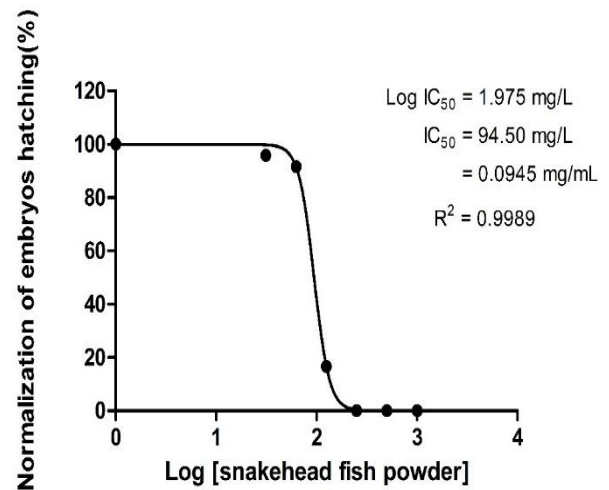 Normalization of embryos hatching(%)
120
100
80
60
40
20
0
0 1 2 3 4
Log [snakehead fish powder]
Log IC50 = 1.975 mg/L
IC50 = 94.50 mg/L
= 0.0945 mg/mL
R2 = 0.9989